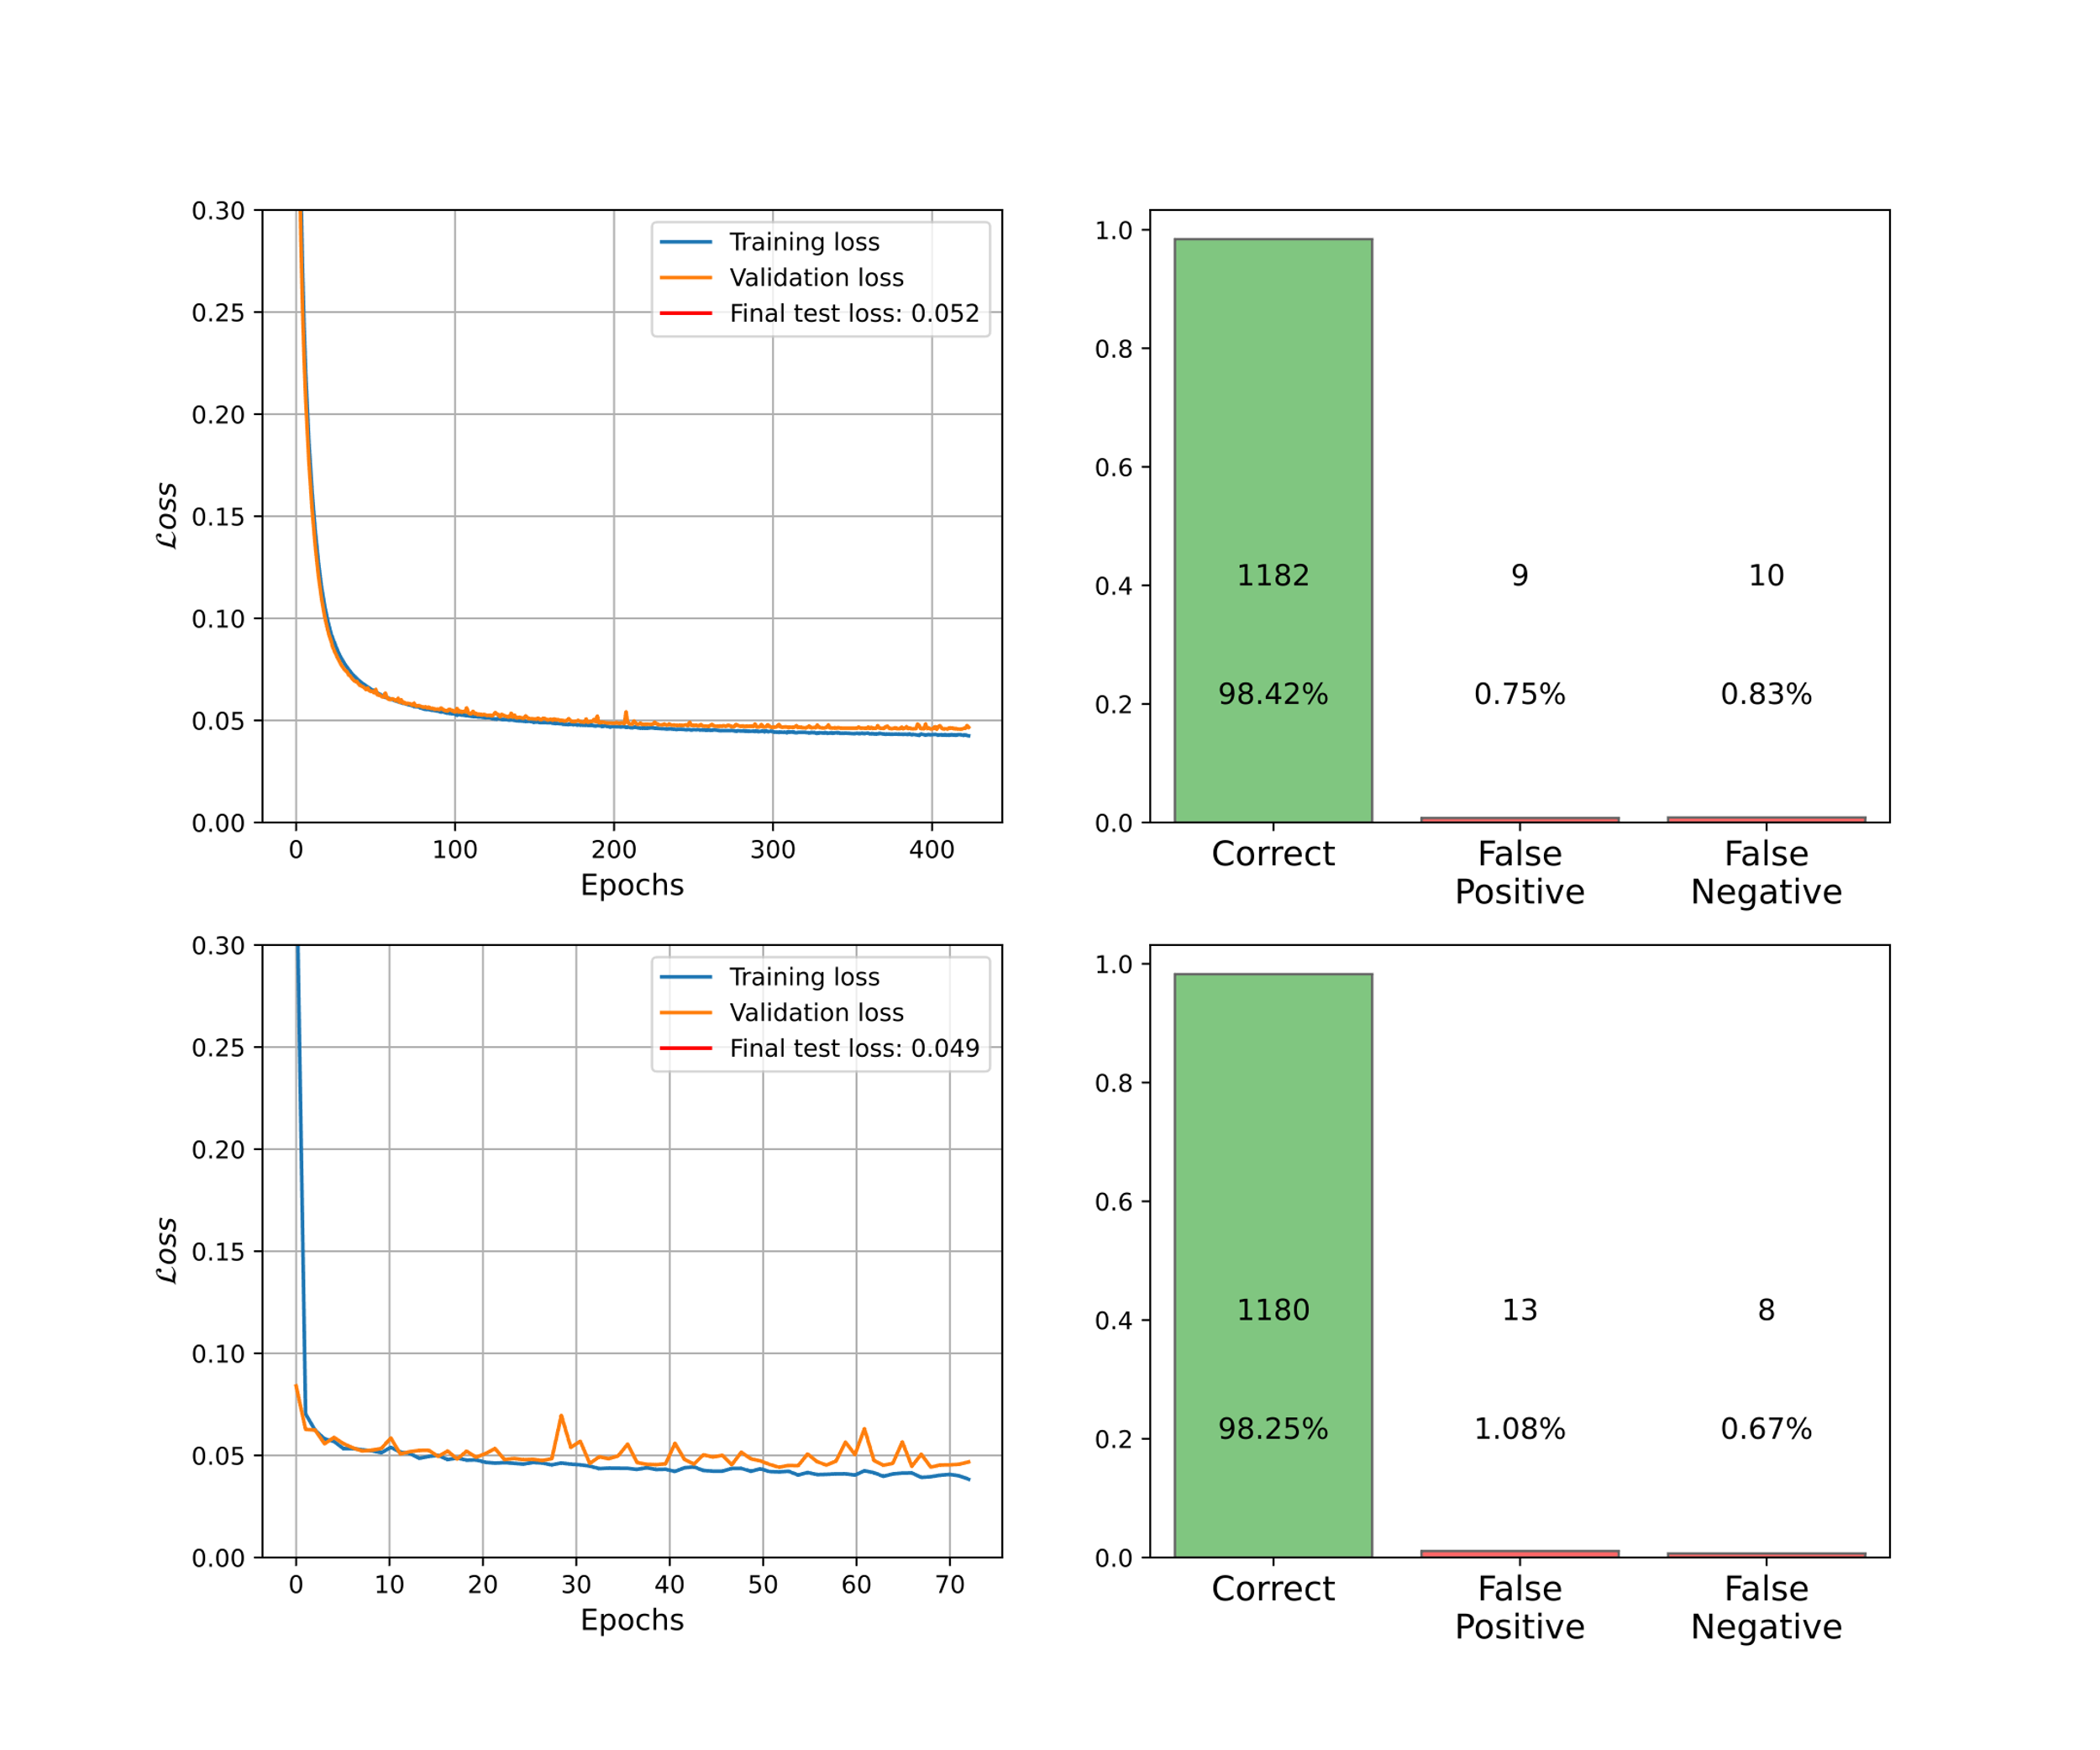 0.30
0.25
0.20
0.15
0.10
0.05
0.00
ℒoss
0 100 200 300 400
Epochs
Training loss
Validation loss
Final test loss: 0.052
1.0
0.8
0.6
0.4
0.2
0.0
1182 9 10
98.42% 0.75% 0.83%
Correct False False
Positive Negative
0.30
0.25
0.20
0.15
0.10
0.05
0.00
ℒoss
0 10 20 30 40 50 60 70
Epochs
Training loss
Validation loss
Final test loss: 0.049
1.0
0.8
0.6
0.4
0.2
0.0
1180 13 8
98.25% 1.08% 0.67%
Correct False False
Positive Negative